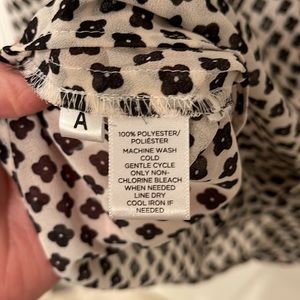 A
100% POLYESTER/
POLIÉSTER
MACHINE WASH
COLD
GENTLE CYCLE
ONLY NON-
CHLORINE BLEACH
WHEN NEEDED
LINE DRY
COOL IRON IF
NEEDED